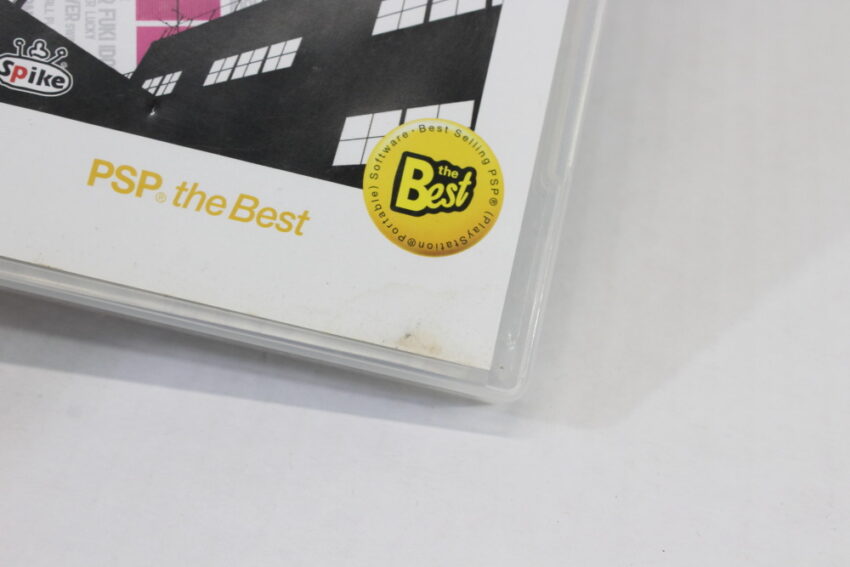 Spike
PSP® the Best
the
Best
Software · Best Selling PSP® (PlayStation®Portable)